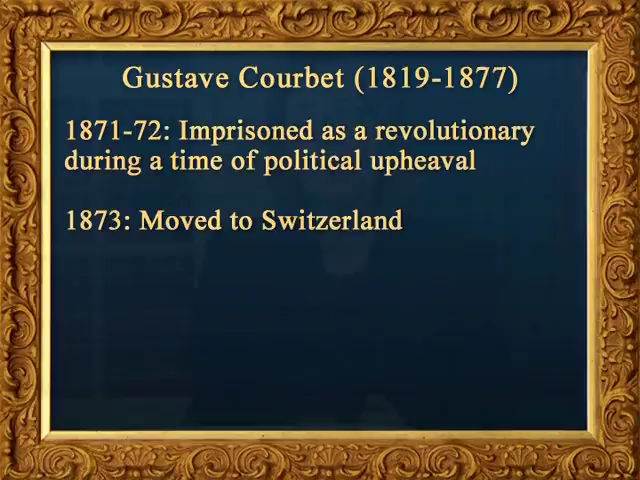 Gustave Courbet (1819-1877)
1871-72: Imprisoned as a revolutionary
during a time of political upheaval
1873: Moved to Switzerland